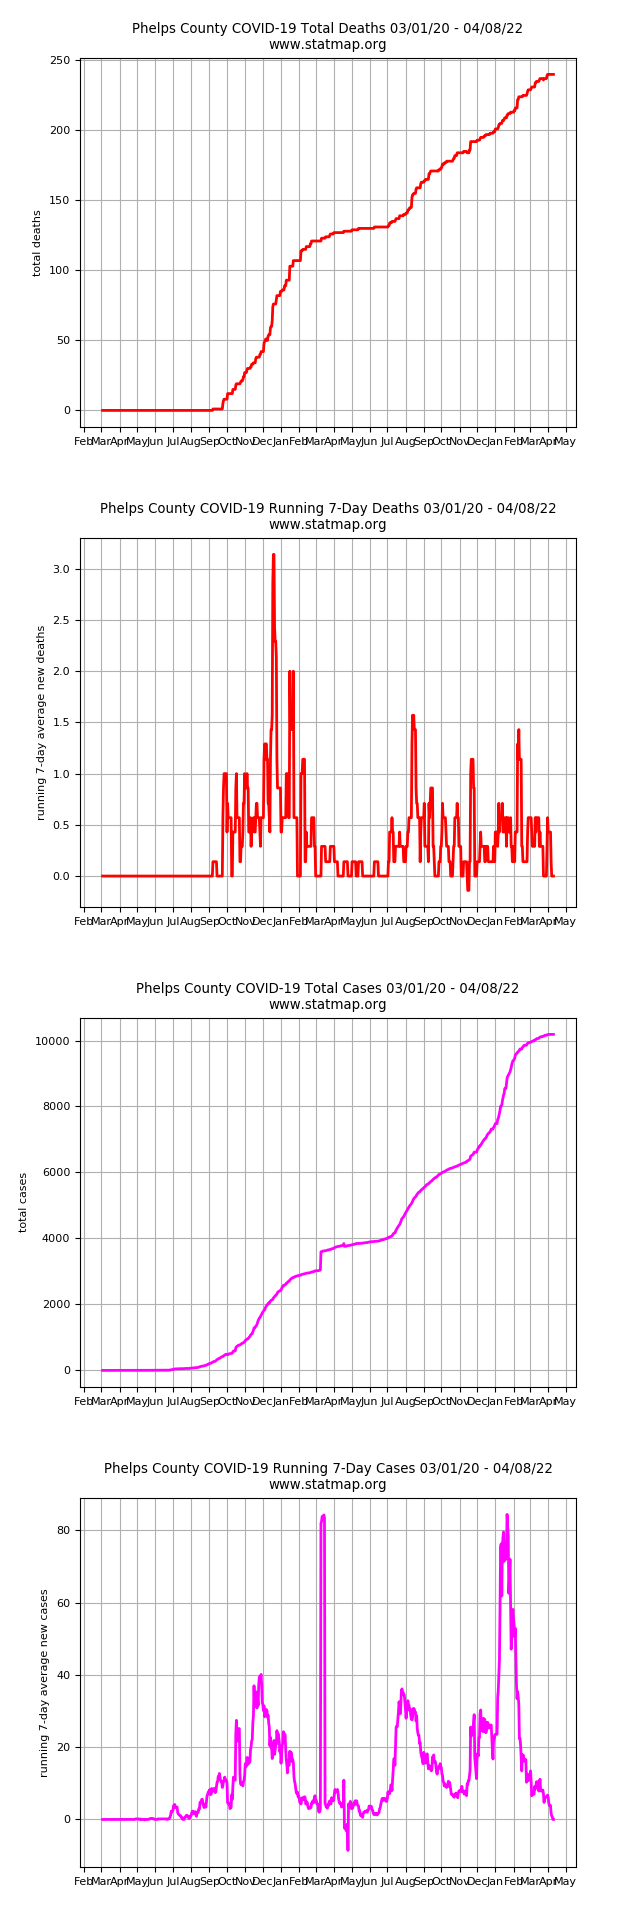 Phelps County COVID-19 Total Deaths 03/01/20 - 04/08/22
www.statmap.org
250
200
150
100
50
0
total deaths
Feb Mar Apr May Jun Jul Aug Sep Oct Nov Dec Jan Feb Mar Apr May Jun Jul Aug Sep Oct Nov Dec Jan Feb Mar Apr May
Phelps County COVID-19 Running 7-Day Deaths 03/01/20 - 04/08/22
www.statmap.org
3.0
2.5
2.0
1.5
1.0
0.5
0.0
running 7-day average new deaths
Feb Mar Apr May Jun Jul Aug Sep Oct Nov Dec Jan Feb Mar Apr May Jun Jul Aug Sep Oct Nov Dec Jan Feb Mar Apr May
Phelps County COVID-19 Total Cases 03/01/20 - 04/08/22
www.statmap.org
10000
8000
6000
4000
2000
0
total cases
Feb Mar Apr May Jun Jul Aug Sep Oct Nov Dec Jan Feb Mar Apr May Jun Jul Aug Sep Oct Nov Dec Jan Feb Mar Apr May
Phelps County COVID-19 Running 7-Day Cases 03/01/20 - 04/08/22
www.statmap.org
80
60
40
20
0
running 7-day average new cases
Feb Mar Apr May Jun Jul Aug Sep Oct Nov Dec Jan Feb Mar Apr May Jun Jul Aug Sep Oct Nov Dec Jan Feb Mar Apr May